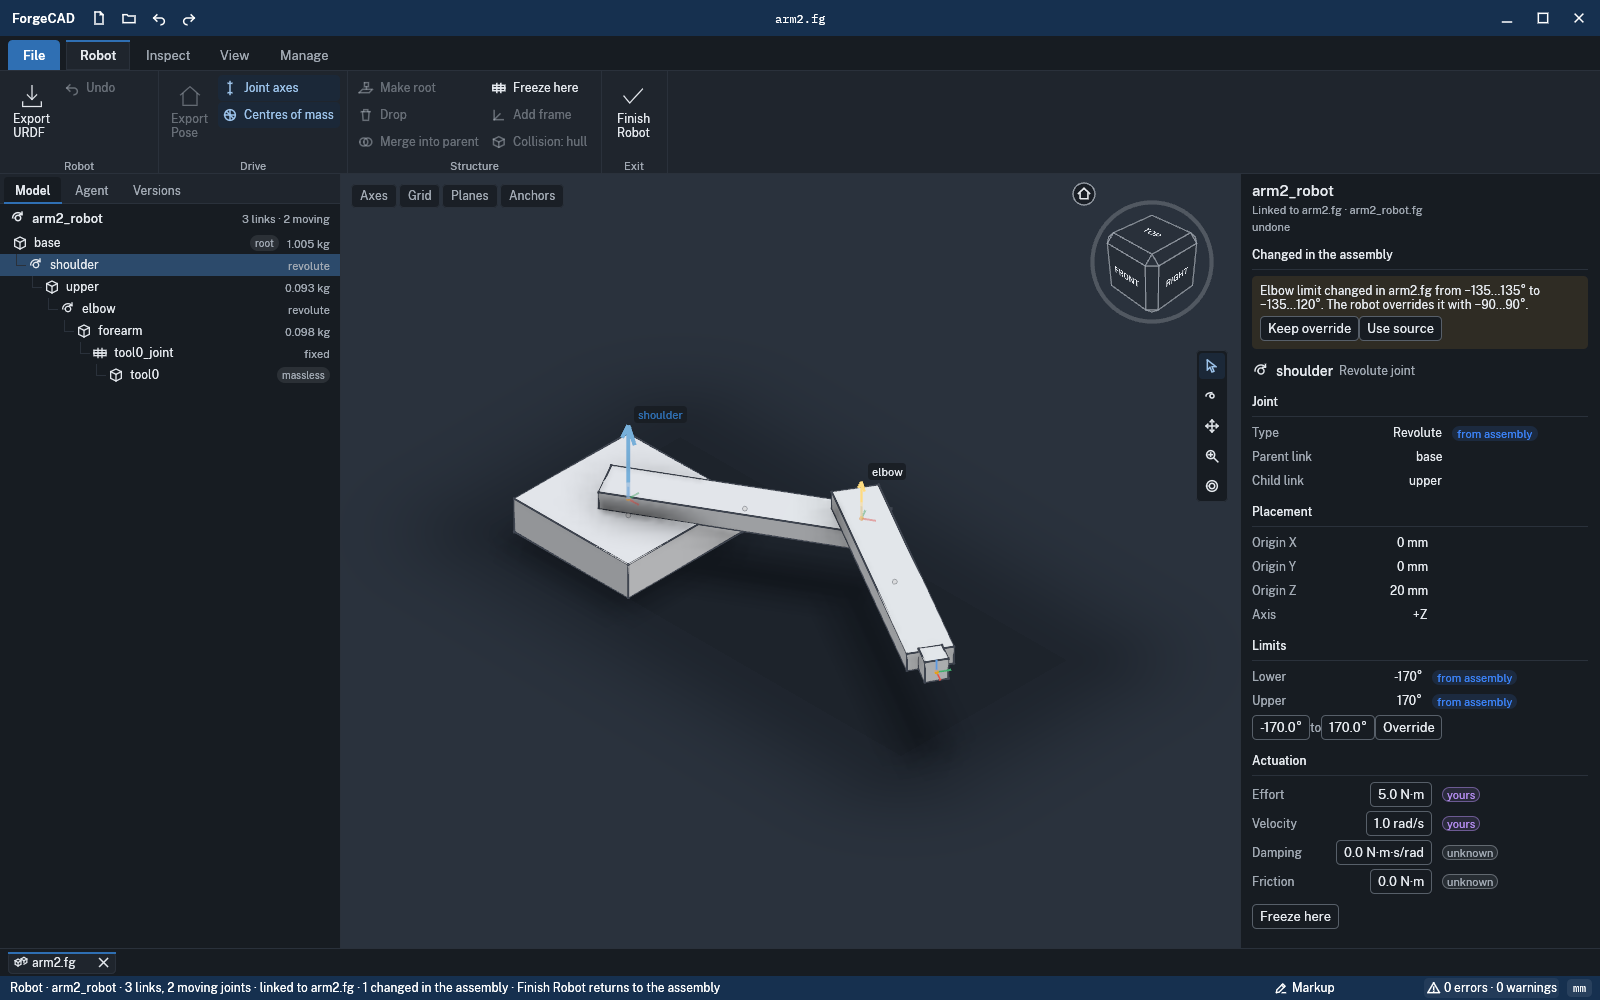 ForgeCAD
arm2.fg
File
Robot
Inspect
View
Manage
Export URDF
Undo
Robot
Export Pose
Joint axes
Centres of mass
Drive
Make root
Drop
Merge into parent
Freeze here
Add frame
Collision: hull
Structure
Finish Robot
Exit
Model
Agent
Versions
arm2_robot 3 links · 2 moving
base root 1.005 kg
shoulder revolute
upper 0.093 kg
elbow revolute
forearm 0.098 kg
tool0_joint fixed
tool0 massless
Axes
Grid
Planes
Anchors
TOP
FRONT
RIGHT
shoulder
elbow
arm2_robot
Linked to arm2.fg · arm2_robot.fg
undone
Changed in the assembly
Elbow limit changed in arm2.fg from −135…135° to
−135…120°. The robot overrides it with −90…90°.
Keep override
Use source
shoulder Revolute joint
Joint
Type Revolute from assembly
Parent link base
Child link upper
Placement
Origin X 0 mm
Origin Y 0 mm
Origin Z 20 mm
Axis +Z
Limits
Lower -170° from assembly
Upper 170° from assembly
-170.0° to 170.0° Override
Actuation
Effort 5.0 N·m yours
Velocity 1.0 rad/s yours
Damping 0.0 N·m·s/rad unknown
Friction 0.0 N·m unknown
Freeze here
arm2.fg
Robot · arm2_robot · 3 links, 2 moving joints · linked to arm2.fg · 1 changed in the assembly · Finish Robot returns to the assembly
Markup
0 errors · 0 warnings
mm